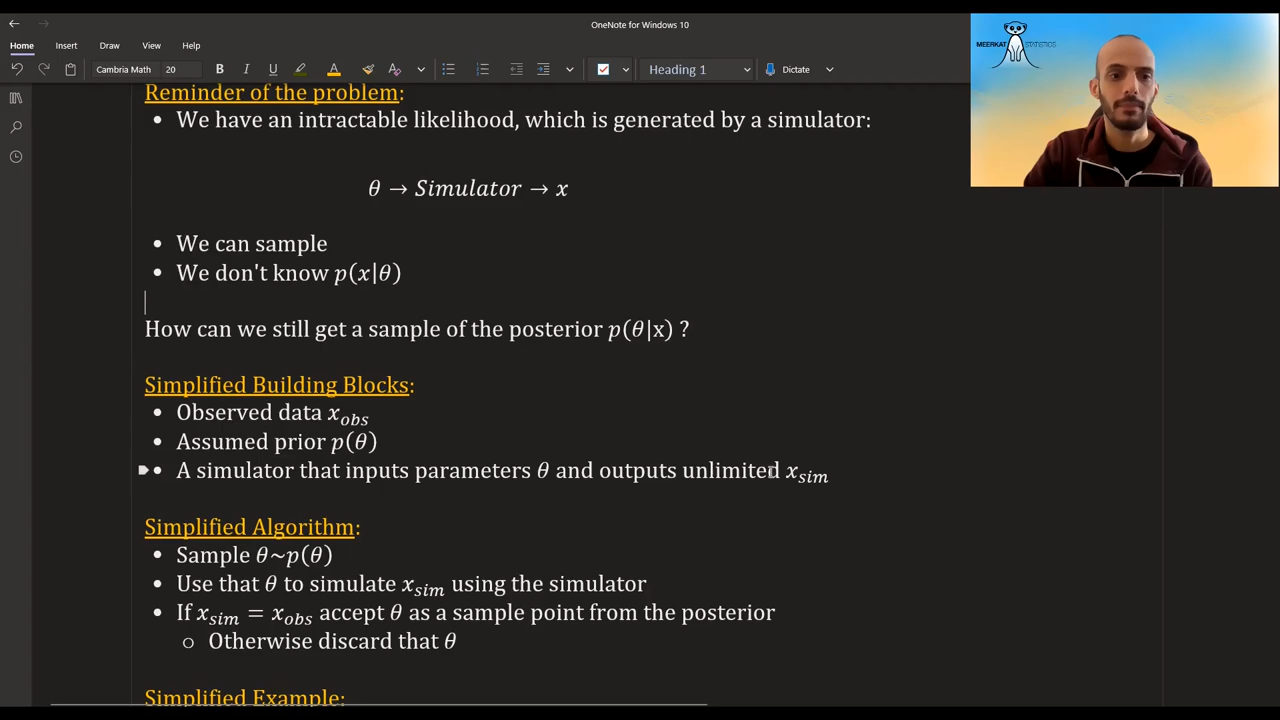 OneNote for Windows 10
Home Insert Draw View Help
Cambria Math 20 B I U A A Heading 1 Dictate
MEERKAT STATISTICS
Reminder of the problem:
• We have an intractable likelihood, which is generated by a simulator:
θ → Simulator → x
• We can sample
• We don't know p(x|θ)
How can we still get a sample of the posterior p(θ|x) ?
Simplified Building Blocks:
• Observed data x_obs
• Assumed prior p(θ)
• A simulator that inputs parameters θ and outputs unlimited x_sim
Simplified Algorithm:
• Sample θ~p(θ)
• Use that θ to simulate x_sim using the simulator
• If x_sim = x_obs accept θ as a sample point from the posterior
○ Otherwise discard that θ
Simplified Example: